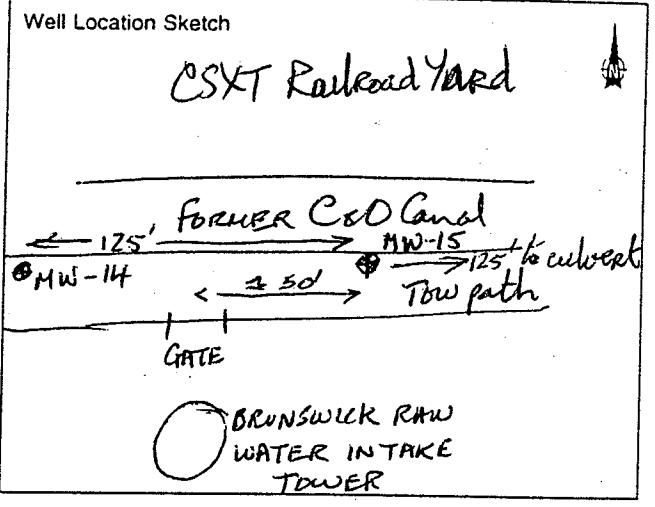 Well Location Sketch
N
CSXT Railroad Yard
Former C&O Canal
125'
MW-15
MW-14
± 50'
125' to culvert
Tow path
GATE
BRUNSWICK RAW
WATER INTAKE
TOWER